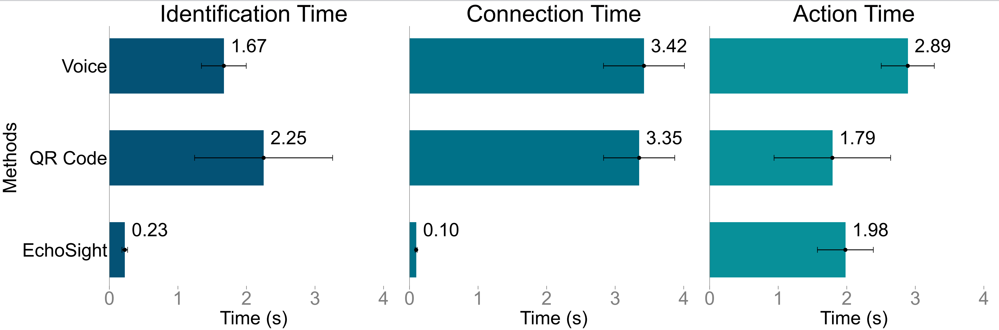 Identification Time
Connection Time
Action Time
Methods
Voice
1.67
3.42
2.89
QR Code
2.25
3.35
1.79
EchoSight
0.23
0.10
1.98
0 1 2 3 4
0 1 2 3 4
0 1 2 3 4
Time (s)
Time (s)
Time (s)